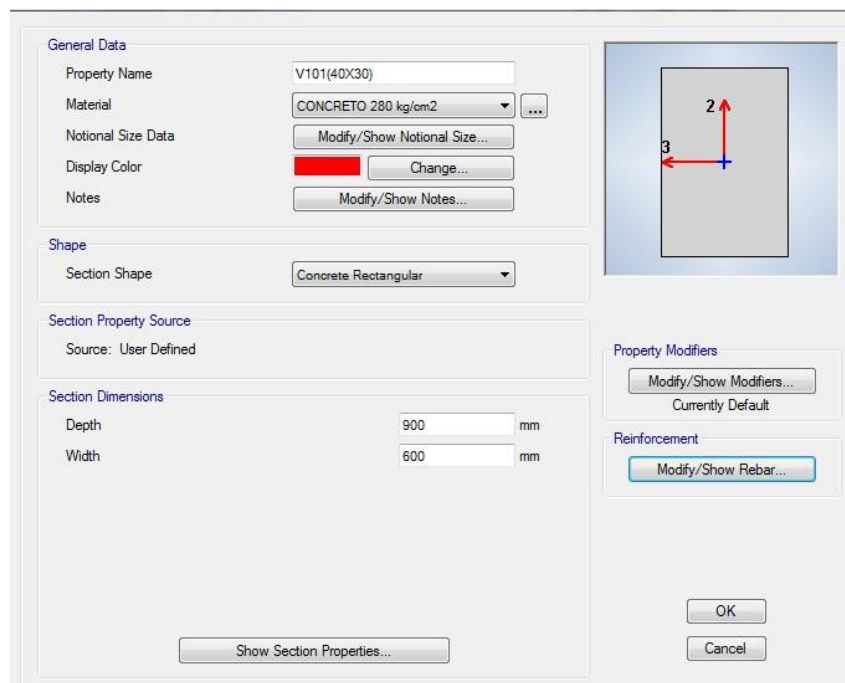 General Data
Property Name V101(40X30)
Material CONCRETO 280 kg/cm2 ...
Notional Size Data Modify/Show Notional Size...
Display Color Change...
Notes Modify/Show Notes...
2
3
Shape
Section Shape Concrete Rectangular
Section Property Source
Source: User Defined
Property Modifiers
Modify/Show Modifiers...
Currently Default
Section Dimensions
Depth 900 mm
Width 600 mm
Reinforcement
Modify/Show Rebar...
Show Section Properties...
OK
Cancel